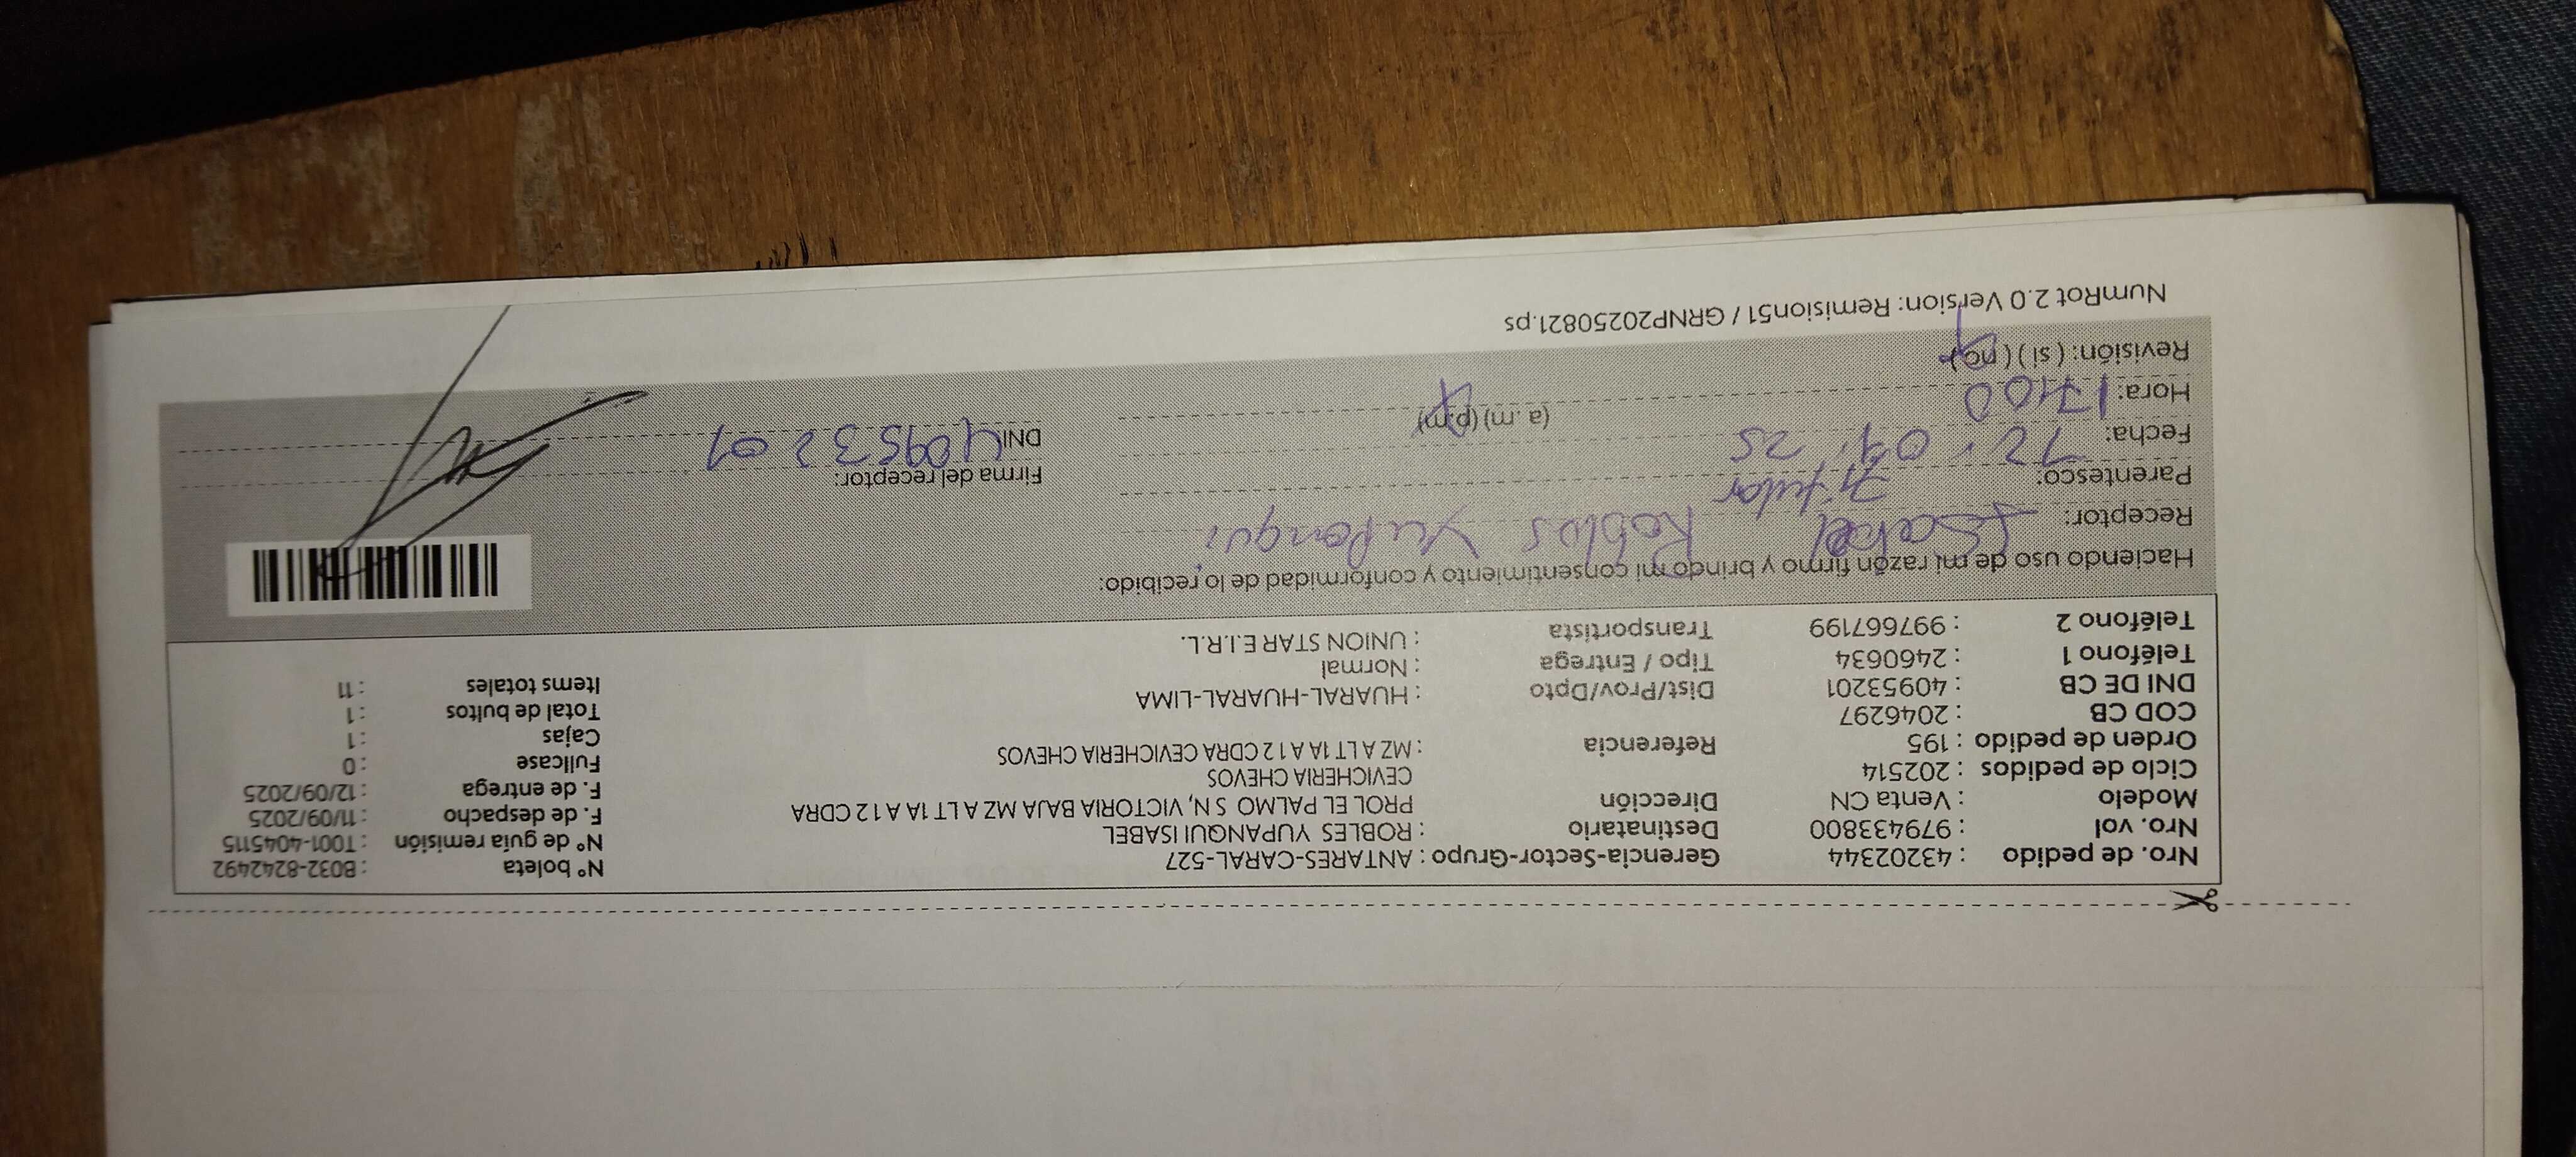 Nro. de pedido : 43202344 Gerencia-Sector-Grupo : ANTARES-CARAL-527 N° boleta : B032-8242492
Nro. vol : 979433800 Destinatario : ROBLES YUPANQUI ISABEL N° de guía remisión : T001-4045115
Modelo : Venta CN Dirección PROL EL PALMO S N, VICTORIA BAJA MZ A LT 1A A 1 2 CDRA F. de despacho : 11/09/2025
Ciclo de pedidos : 202514 CEVICHERIA CHEVOS F. de entrega : 12/09/2025
Orden de pedido : 195 Referencia : MZ A LT 1A A 1 2 CDRA CEVICHERIA CHEVOS Fullcase : 0
COD CB : 2046297 Cajas : 1
DNI DE CB : 40953201 Dist/Prov/Dpto : HUARAL-HUARAL-LIMA Total de bultos : 1
Teléfono 1 : 2460634 Tipo / Entrega : Normal Items totales : 11
Teléfono 2 : 997667199 Transportista : UNION STAR E.I.R.L.
Haciendo uso de mi razón firmo y brindo mi consentimiento y conformidad de lo recibido:
Receptor: Isabel Robles Yupanqui
Parentesco: Titular Firma del receptor:
Fecha: 12. 09. 25 DNI 40953201
Hora: 17:00 (a. m) (p.m)
Revisión: ( si ) ( no )
NumRot 2.0 Version: Remision51 / GRNP20250821.ps